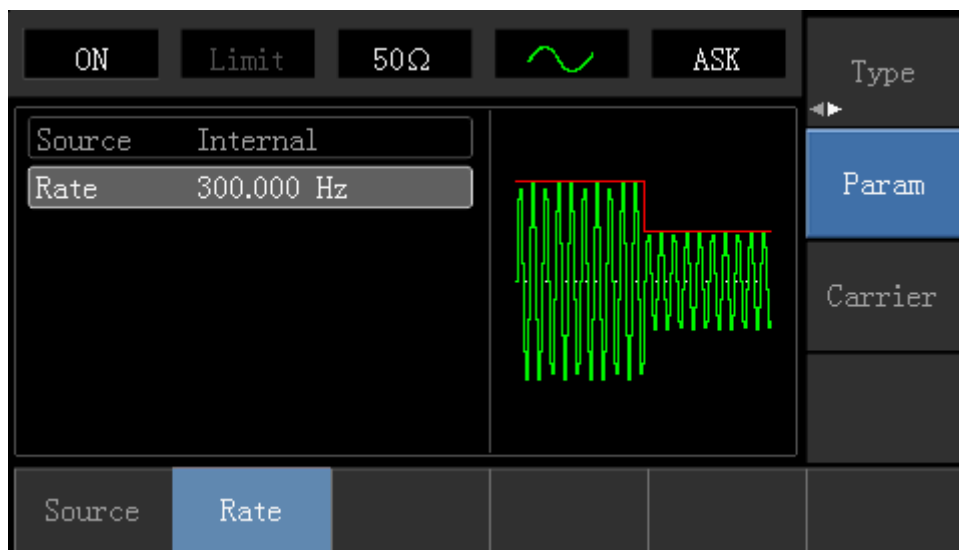 ON Limit 50Ω ASK
Type
Source Internal
Rate 300.000 Hz
Param
Carrier
Source Rate